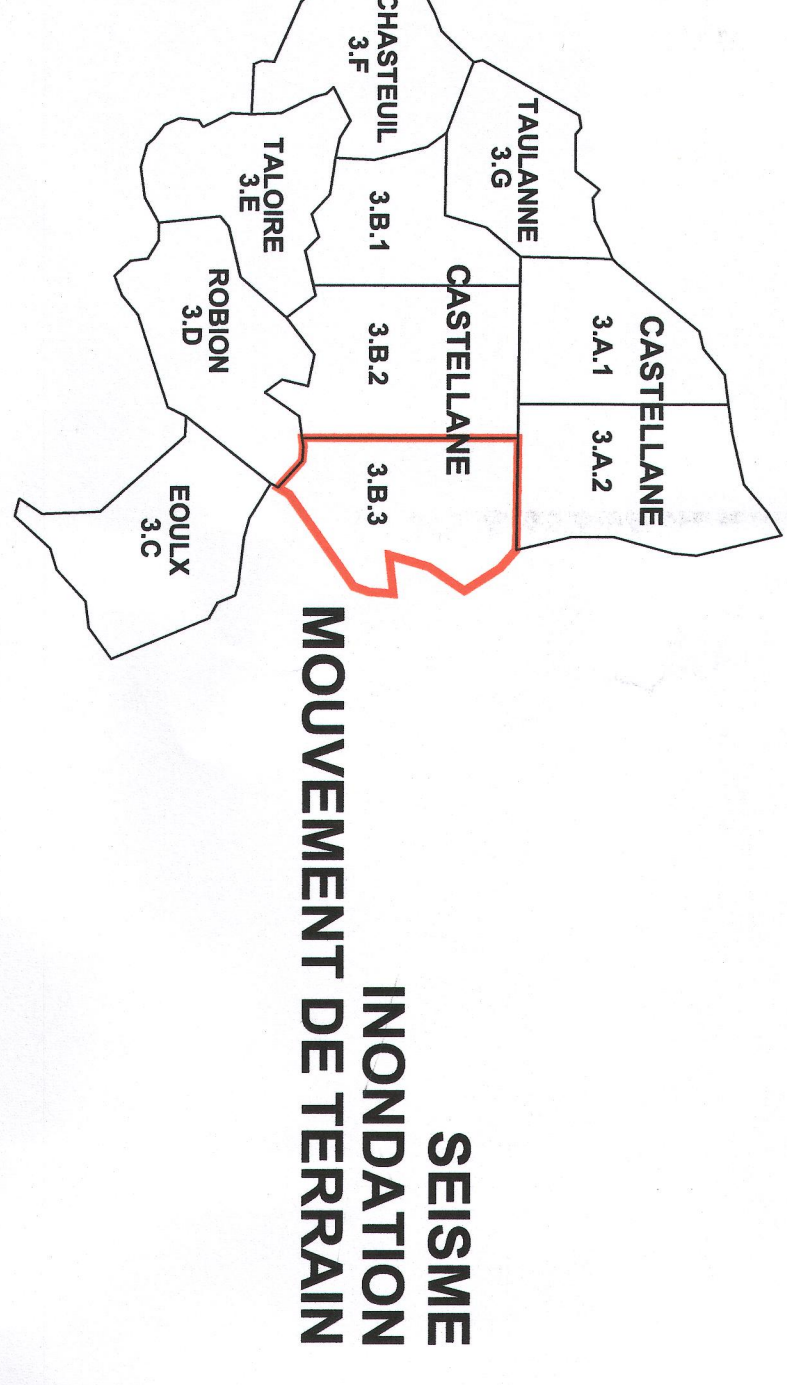 SEISME
INONDATION
MOUVEMENT DE TERRAIN
CASTELLANE
3.A.1
3.A.2
TAULANNE
3.G
CASTELLANE
3.B.1
3.B.2
3.B.3
CHASTEUIL
3.F
TALOIRE
3.E
ROBION
3.D
EOULX
3.C